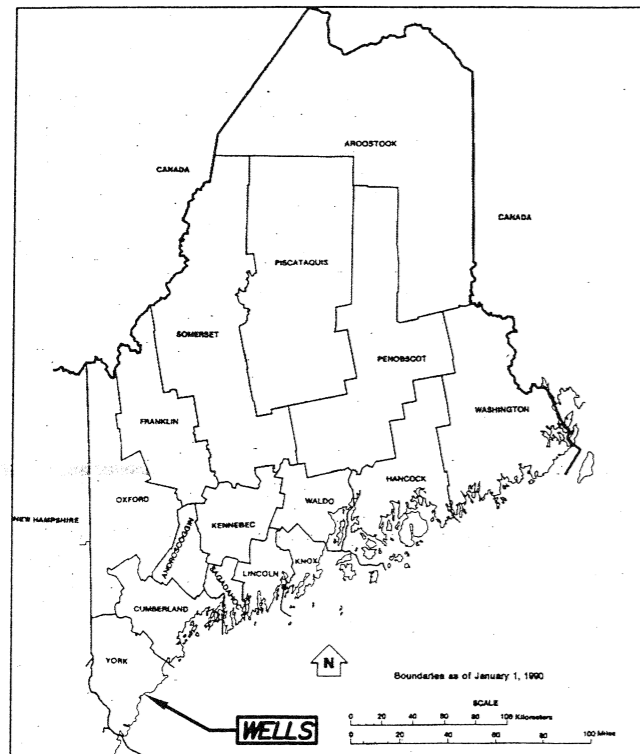 AROOSTOOK
CANADA
CANADA
PISCATAQUIS
SOMERSET
PENOBSCOT
FRANKLIN
WASHINGTON
HANCOCK
OXFORD
WALDO
NEW HAMPSHIRE
KENNEBEC
ANDROSCOGGIN
KNOX
LINCOLN
SAGADAHOC
CUMBERLAND
YORK
N
Boundaries as of January 1, 1990
SCALE
0 20 40 60 80 100 Kilometers
0 20 40 60 80 100 Miles
WELLS